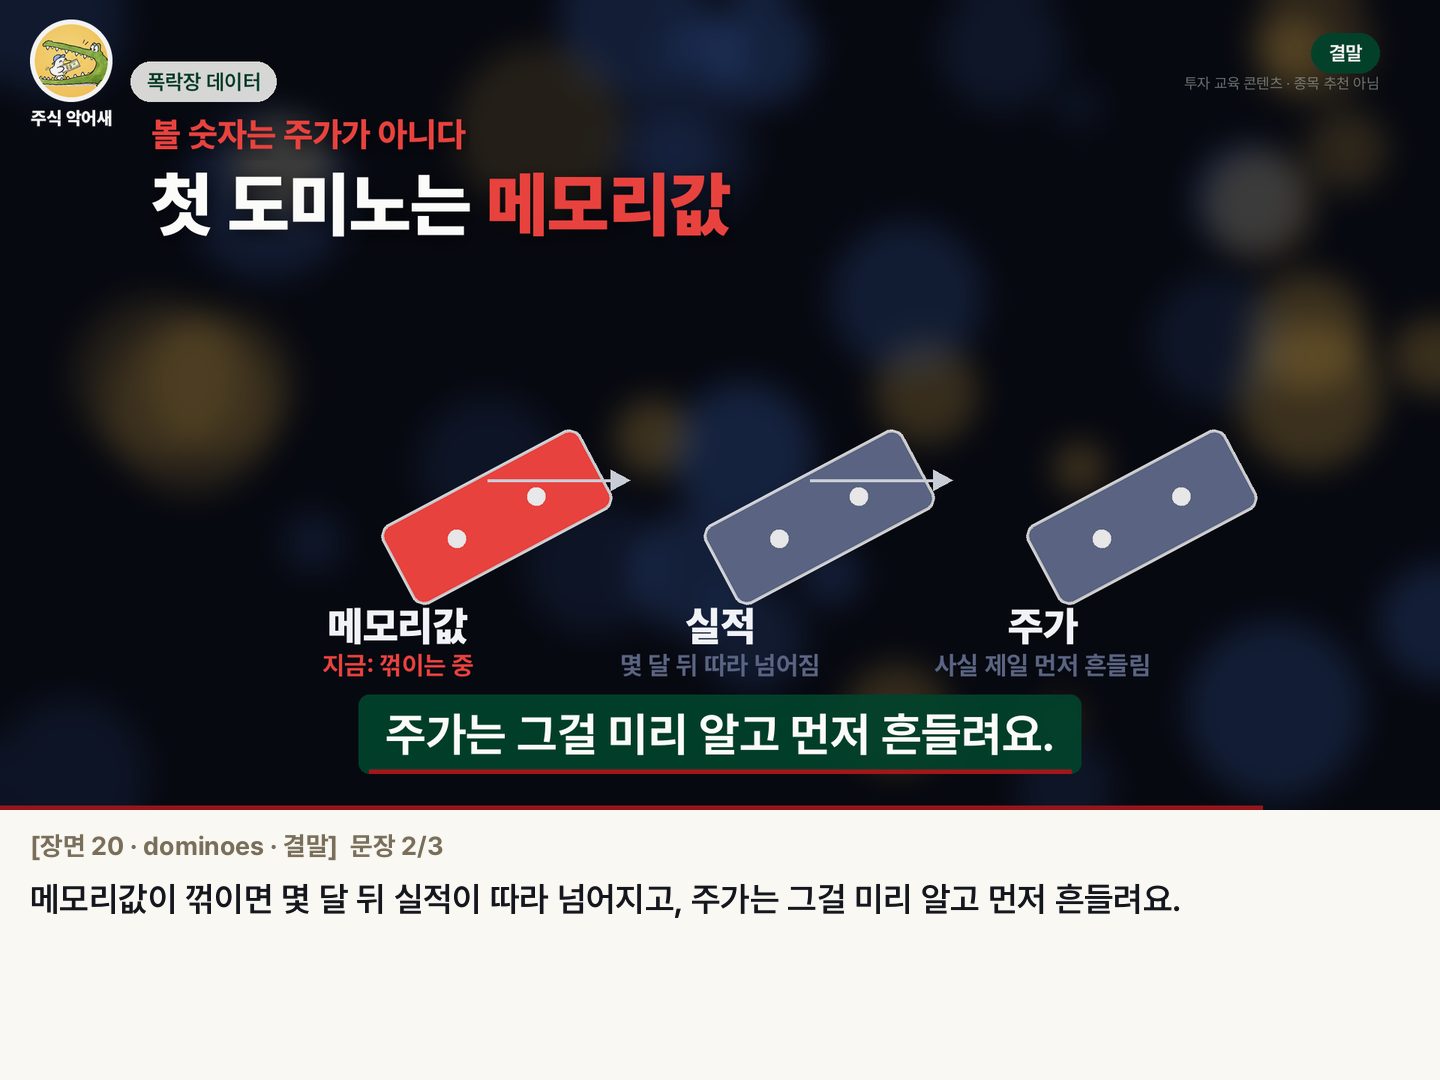 주식 악어새
폭락장 데이터
결말
투자 교육 콘텐츠 · 종목 추천 아님
볼 숫자는 주가가 아니다
첫 도미노는 메모리값
메모리값
지금: 꺾이는 중
실적
몇 달 뒤 따라 넘어짐
주가
사실 제일 먼저 흔들림
주가는 그걸 미리 알고 먼저 흔들려요.
[장면 20 · dominoes · 결말] 문장 2/3
메모리값이 꺾이면 몇 달 뒤 실적이 따라 넘어지고, 주가는 그걸 미리 알고 먼저 흔들려요.